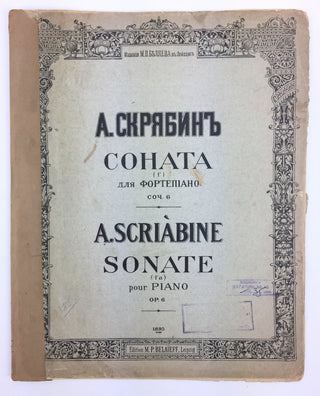 Изданіе М.П. БѢЛЯЕВА въ Лейпцигѣ
А. СКРЯБИНЪ
СОНАТА
(f)
для ФОРТЕПІАНО
СОЧ. 6
A. SCRIÀBINE
SONATE
(fa)
pour PIANO
OP. 6
1895
Edition M. P. BELAIEFF, Leipzig